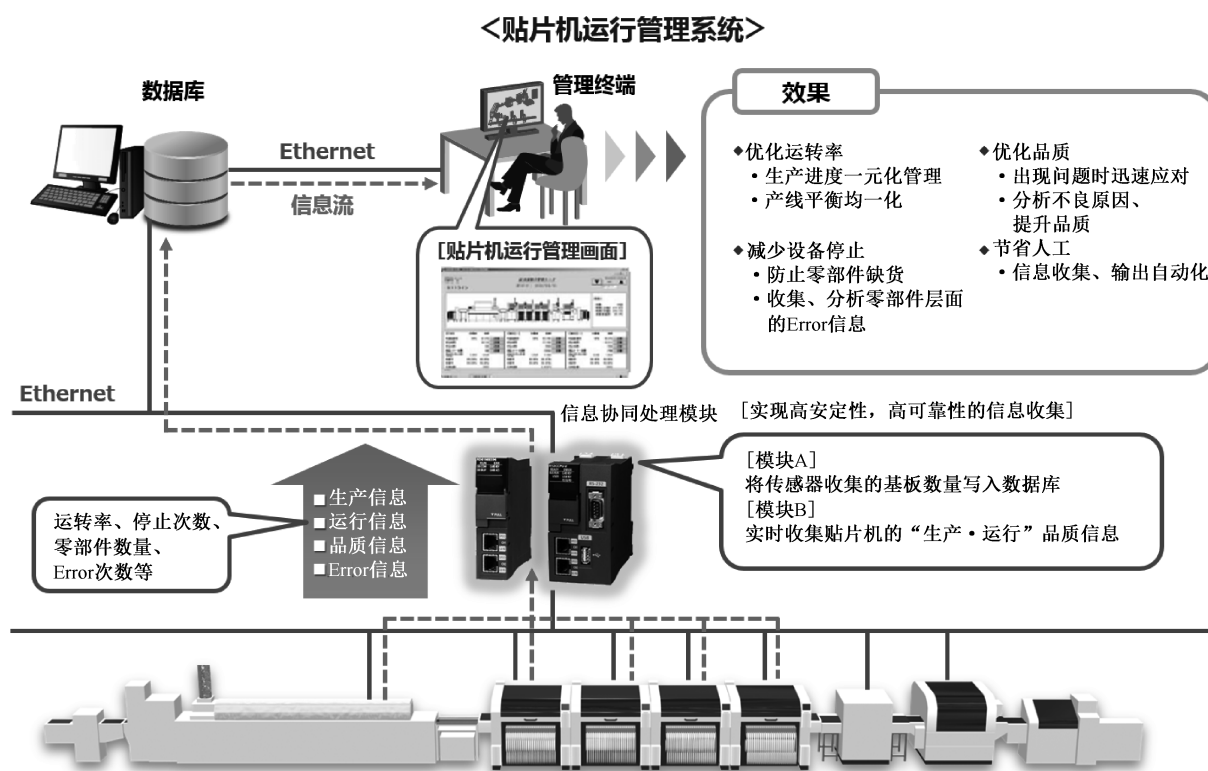 <贴片机运行管理系统>
数据库
管理终端
效果
Ethernet
信息流
◆优化运转率
・生产进度一元化管理
・产线平衡均一化
◆减少设备停止
・防止零部件缺货
・收集、分析零部件层面
的Error信息
◆优化品质
・出现问题时迅速应对
・分析不良原因、
提升品质
◆节省人工
・信息收集、输出自动化
[贴片机运行管理画面]
Ethernet
信息协同处理模块
[实现高安定性，高可靠性的信息收集]
[模块A]
将传感器收集的基板数量写入数据库
[模块B]
实时收集贴片机的“生产・运行”品质信息
■生产信息
■运行信息
■品质信息
■Error信息
运转率、停止次数、
零部件数量、
Error次数等